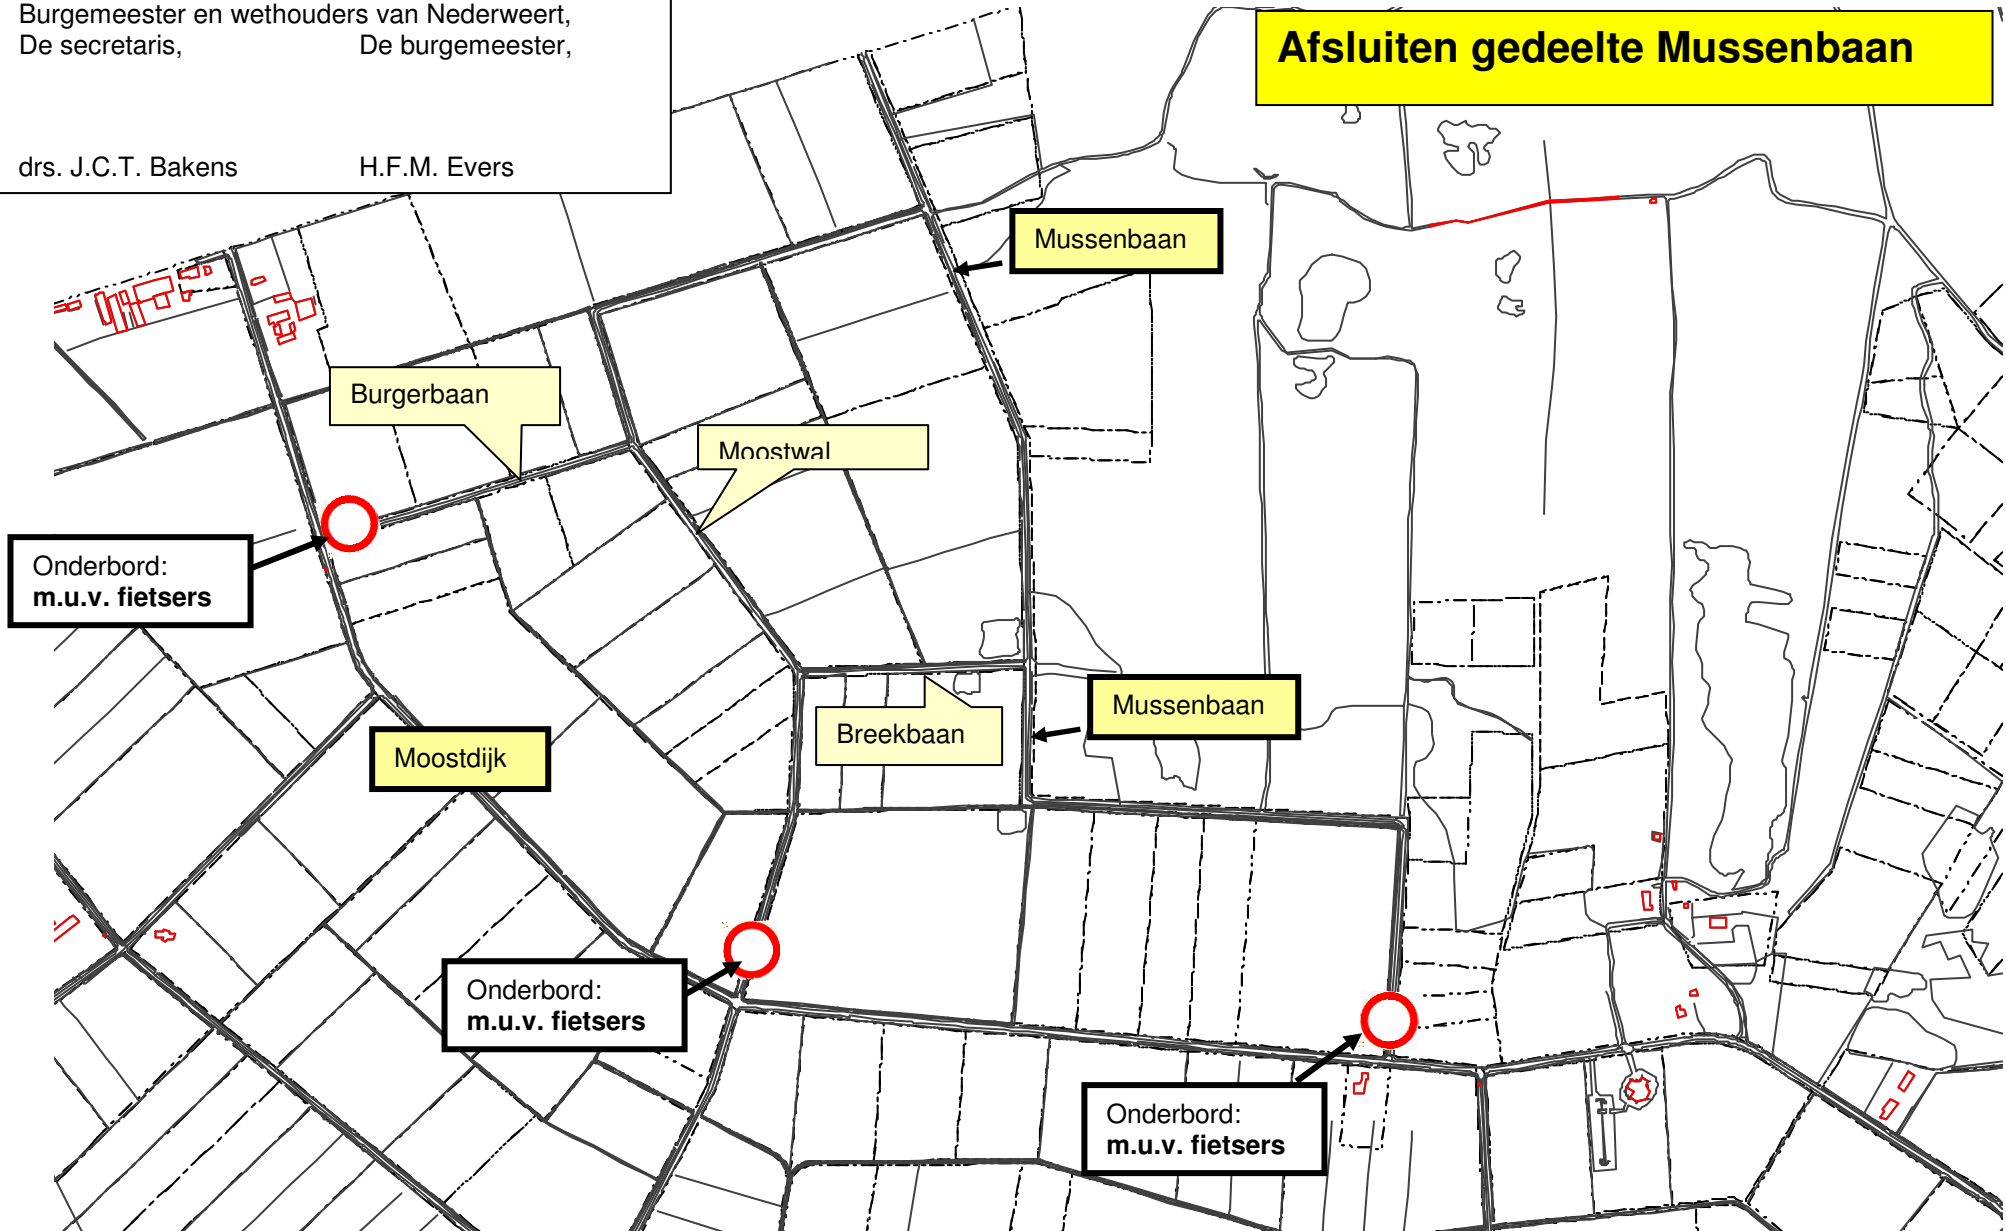 Burgemeester en wethouders van Nederweert,
De secretaris, De burgemeester,
drs. J.C.T. Bakens H.F.M. Evers
Afsluiten gedeelte Mussenbaan
Mussenbaan
Burgerbaan
Moostwal
Onderbord:
m.u.v. fietsers
Mussenbaan
Breekbaan
Moostdijk
Onderbord:
m.u.v. fietsers
Onderbord:
m.u.v. fietsers